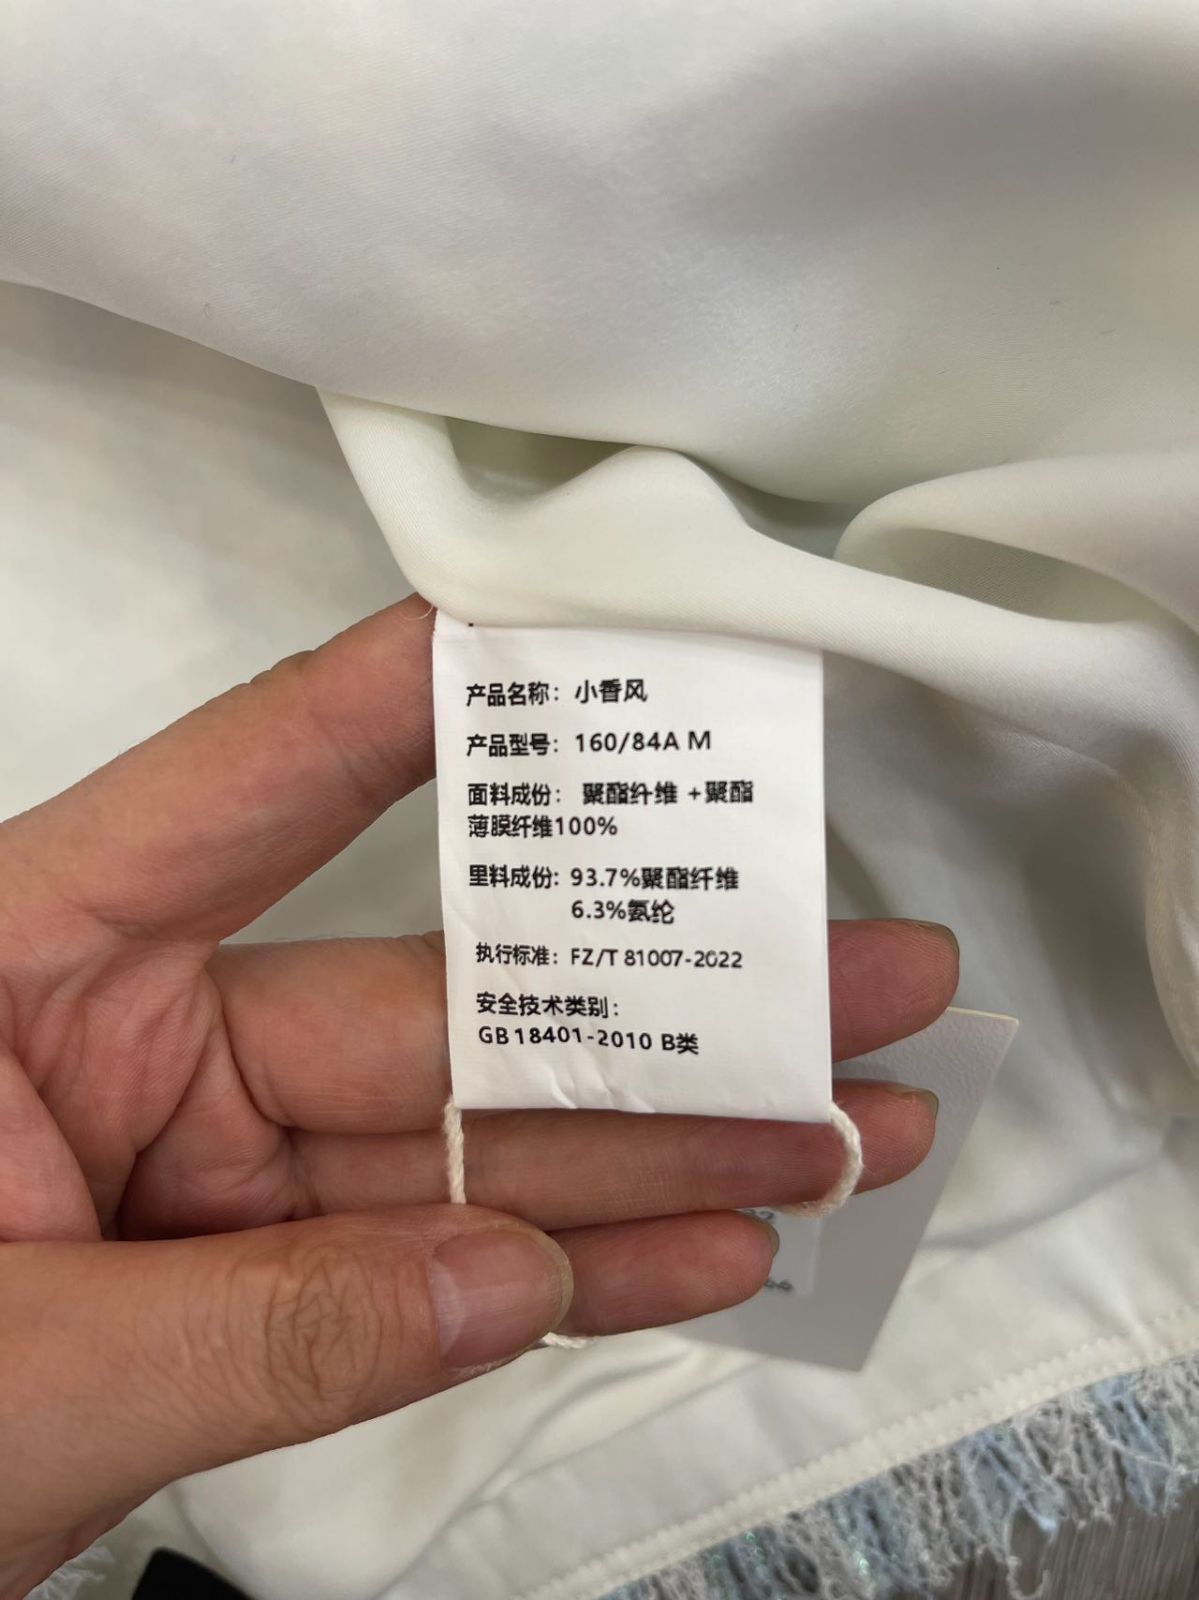 产品名称：小香风
产品型号：160/84A M
面料成份： 聚酯纤维 +聚酯
薄膜纤维100%
里料成份: 93.7%聚酯纤维
6.3%氨纶
执行标准: FZ/T 81007-2022
安全技术类别:
GB 18401-2010 B类